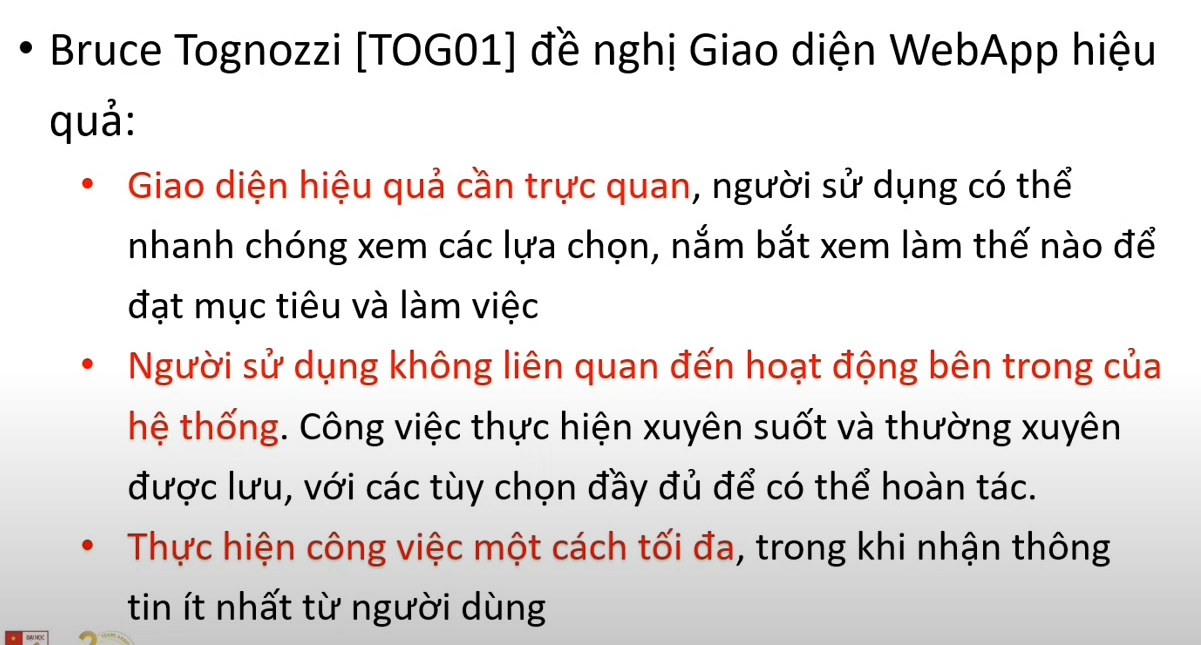 • Bruce Tognozzi [TOG01] đề nghị Giao diện WebApp hiệu
quả:
• Giao diện hiệu quả cần trực quan, người sử dụng có thể
nhanh chóng xem các lựa chọn, nắm bắt xem làm thế nào để
đạt mục tiêu và làm việc
• Người sử dụng không liên quan đến hoạt động bên trong của
hệ thống. Công việc thực hiện xuyên suốt và thường xuyên
được lưu, với các tùy chọn đầy đủ để có thể hoàn tác.
• Thực hiện công việc một cách tối đa, trong khi nhận thông
tin ít nhất từ người dùng
ĐẠI HỌC